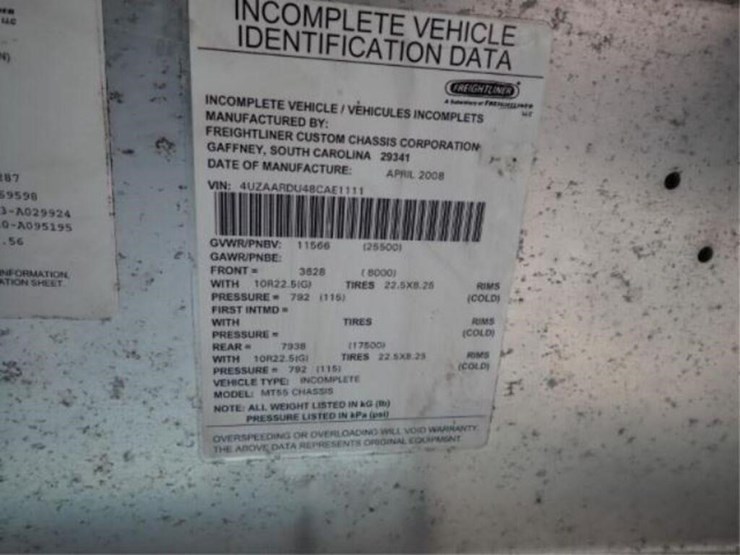 INCOMPLETE VEHICLE
IDENTIFICATION DATA
FREIGHTLINER
LLC
INCOMPLETE VEHICLE / VÉHICULES INCOMPLETS
MANUFACTURED BY:
FREIGHTLINER CUSTOM CHASSIS CORPORATION
GAFFNEY, SOUTH CAROLINA 29341
DATE OF MANUFACTURE: APRIL 2008
VIN: 4UZAARDU48CAE1111
GVWR/PNBV: 11566 (25500)
GAWR/PNBE:
FRONT = 3628 (8000)
WITH 10R22.5(G) TIRES 22.5X8.25 RIMS
PRESSURE = 792 (115) (COLD)
FIRST INTMD =
WITH TIRES RIMS
PRESSURE = (COLD)
REAR = 7938 (17500)
WITH 10R22.5(G) TIRES 22.5X8.25 RIMS
PRESSURE = 792 (115) (COLD)
VEHICLE TYPE: INCOMPLETE
MODEL: MT55 CHASSIS
NOTE: ALL WEIGHT LISTED IN KG (lb)
PRESSURE LISTED IN kPa (psi)
OVERSPEEDING OR OVERLOADING WILL VOID WARRANTY.
THE ABOVE DATA REPRESENTS ORIGINAL EQUIPMENT
LLC
187
59598
3-A029924
0-A095195
.56
INFORMATION,
ATION SHEET.